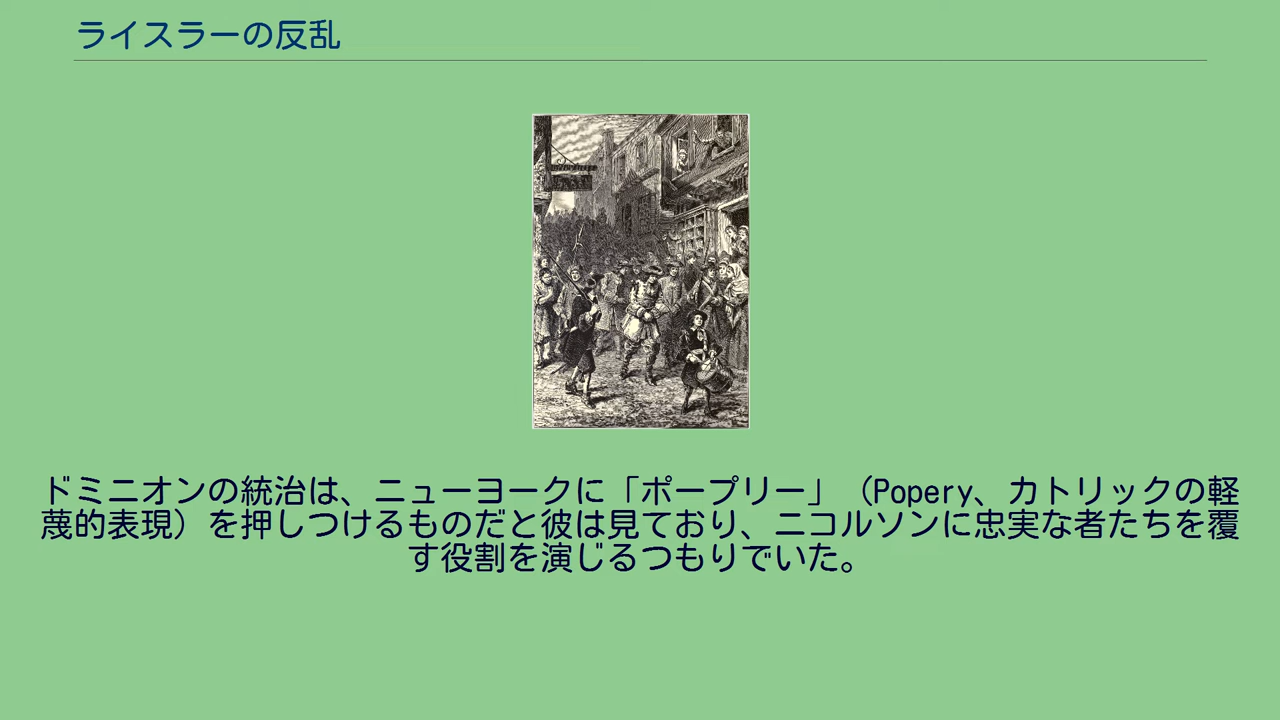 ライスラーの反乱
ドミニオンの統治は、ニューヨークに「ポープリー」（Popery、カトリックの軽
蔑的表現）を押しつけるものだと彼は見ており、ニコルソンに忠実な者たちを覆
す役割を演じるつもりでいた。